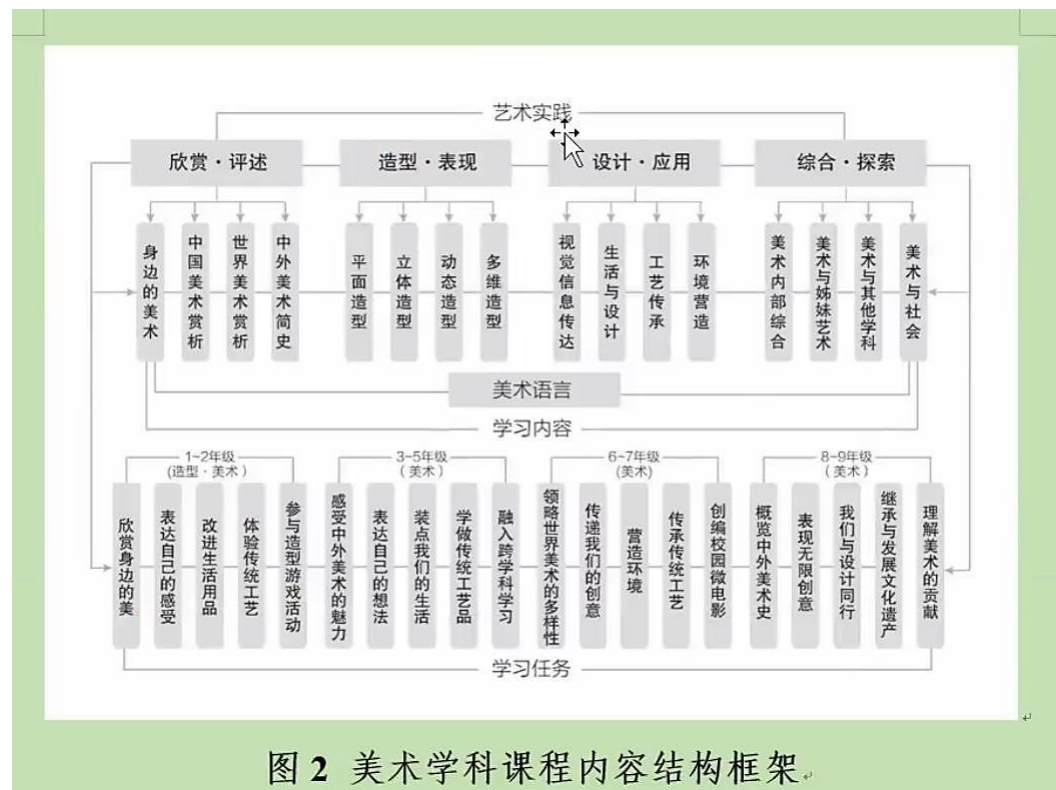 艺术实践
欣赏·评述
造型·表现
设计·应用
综合·探索
身边的美术
中国美术赏析
世界美术赏析
中外美术简史
平面造型
立体造型
动态造型
多维造型
视觉信息传达
生活与设计
工艺传承
环境营造
美术内部综合
美术与姊妹艺术
美术与其他学科
美术与社会
美术语言
学习内容
1~2年级
(造型·美术)
3~5年级
(美术)
6~7年级
(美术)
8~9年级
(美术)
欣赏身边的美
表达自己的感受
改进生活用品
体验传统工艺
参与造型游戏活动
感受中外美术的魅力
表达自己的想法
装点我们的生活
学做传统工艺品
融入跨学科学习
领略世界美术的多样性
传递我们的创意
营造环境
传承传统工艺
创编校园微电影
概览中外美术史
表现无限创意
我们与设计同行
继承与发展文化遗产
理解美术的贡献
学习任务
图 2 美术学科课程内容结构框架